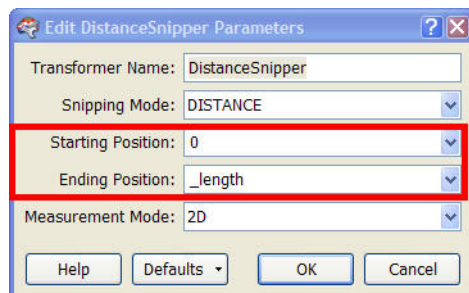 Edit DistanceSnipper Parameters
Transformer Name: DistanceSnipper
Snipping Mode: DISTANCE
Starting Position: 0
Ending Position: _length
Measurement Mode: 2D
Help Defaults OK Cancel